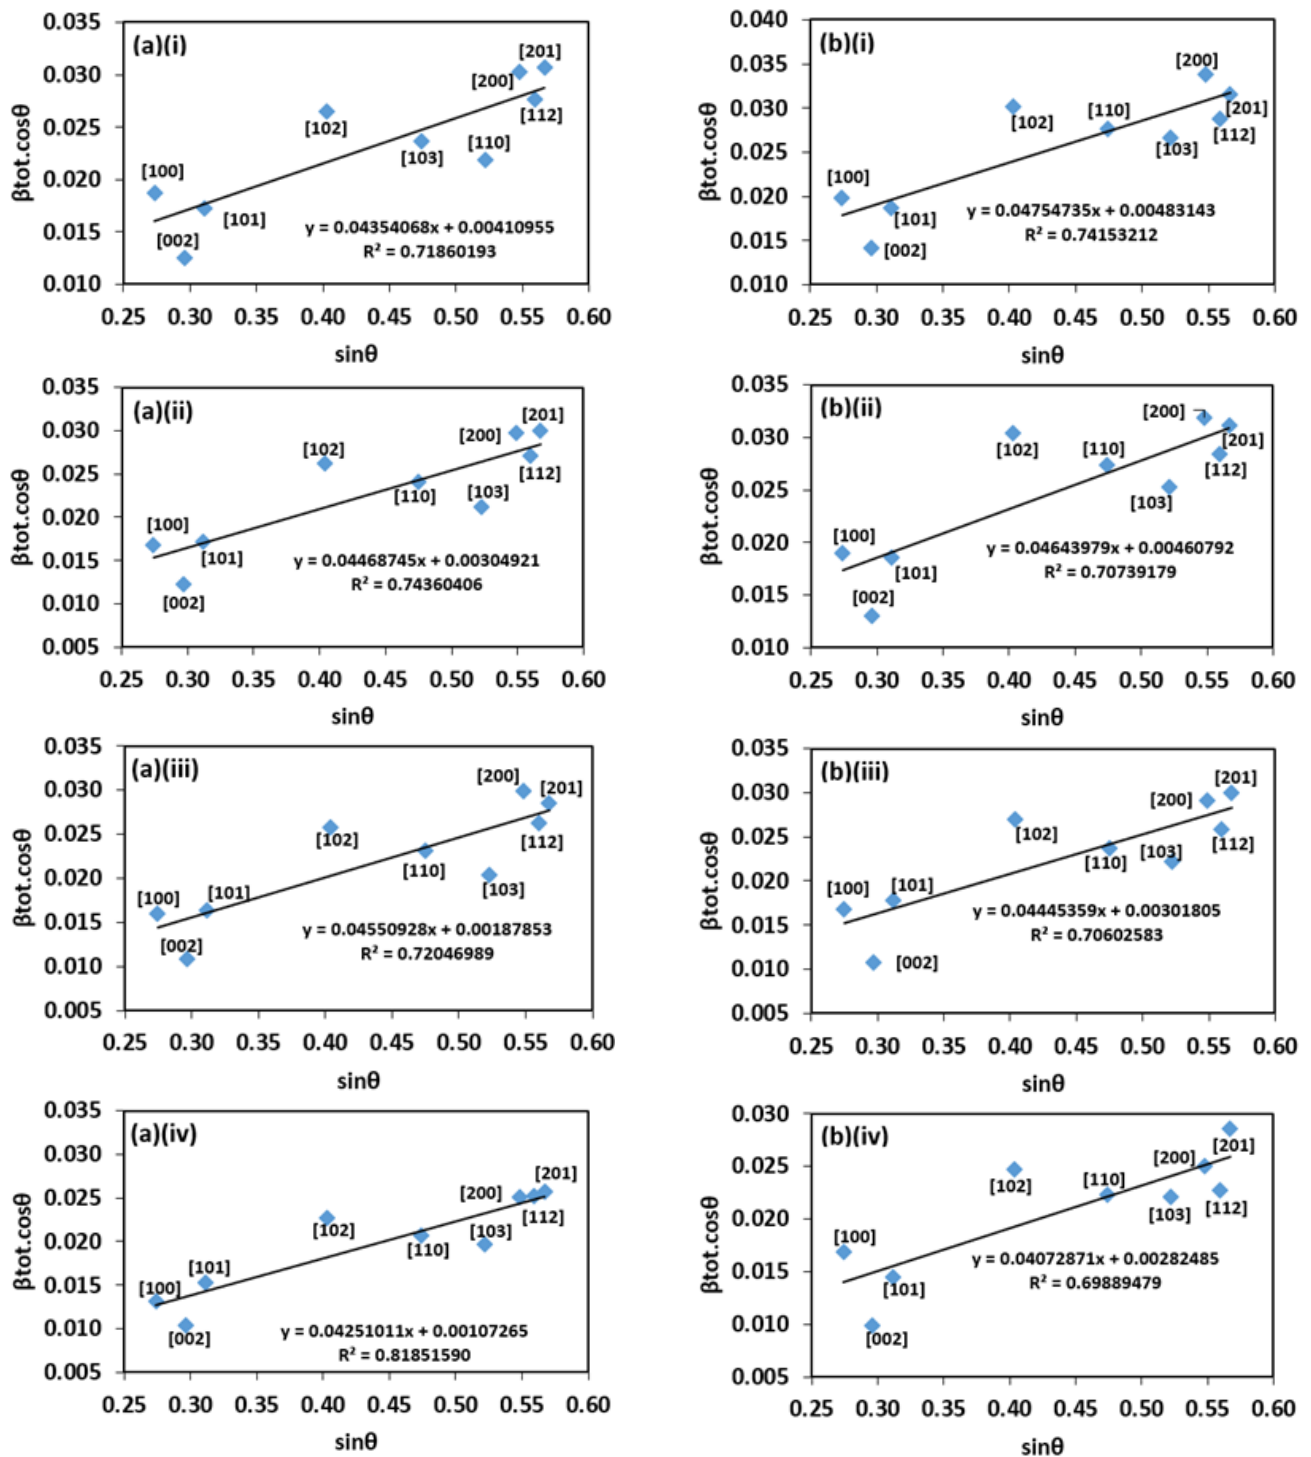 (a)(i)
0.035
0.030
0.025
0.020
0.015
0.010
βtot.cosθ
[100]
[002]
[101]
[102]
[103]
[110]
[200]
[201]
[112]
y = 0.04354068x + 0.00410955
R² = 0.71860193
0.25 0.30 0.35 0.40 0.45 0.50 0.55 0.60
sinθ
(b)(i)
0.040
0.035
0.030
0.025
0.020
0.015
0.010
βtot.cosθ
[100]
[101]
[002]
[102]
[110]
[103]
[200]
[201]
[112]
y = 0.04754735x + 0.00483143
R² = 0.74153212
0.25 0.30 0.35 0.40 0.45 0.50 0.55 0.60
sinθ
(a)(ii)
0.035
0.030
0.025
0.020
0.015
0.010
0.005
βtot.cosθ
[100]
[101]
[002]
[102]
[110]
[103]
[200]
[201]
[112]
y = 0.04468745x + 0.00304921
R² = 0.74360406
0.25 0.30 0.35 0.40 0.45 0.50 0.55 0.60
sinθ
(b)(ii)
0.035
0.030
0.025
0.020
0.015
0.010
βtot.cosθ
[100]
[101]
[002]
[102]
[110]
[103]
[200]
[201]
[112]
y = 0.04643979x + 0.00460792
R² = 0.70739179
0.25 0.30 0.35 0.40 0.45 0.50 0.55 0.60
sinθ
(a)(iii)
0.035
0.030
0.025
0.020
0.015
0.010
0.005
βtot.cosθ
[100]
[101]
[002]
[102]
[110]
[103]
[200]
[201]
[112]
y = 0.04550928x + 0.00187853
R² = 0.72046989
0.25 0.30 0.35 0.40 0.45 0.50 0.55 0.60
sinθ
(b)(iii)
0.035
0.030
0.025
0.020
0.015
0.010
0.005
βtot.cosθ
[100]
[101]
[002]
[102]
[110]
[103]
[200]
[201]
[112]
y = 0.04445359x + 0.00301805
R² = 0.70602583
0.25 0.30 0.35 0.40 0.45 0.50 0.55 0.60
sinθ
(a)(iv)
0.035
0.030
0.025
0.020
0.015
0.010
0.005
βtot.cosθ
[100]
[101]
[002]
[102]
[110]
[103]
[200]
[201]
[112]
y = 0.04251011x + 0.00107265
R² = 0.81851590
0.25 0.30 0.35 0.40 0.45 0.50 0.55 0.60
sinθ
(b)(iv)
0.030
0.025
0.020
0.015
0.010
0.005
βtot.cosθ
[100]
[101]
[002]
[102]
[110]
[103]
[200]
[201]
[112]
y = 0.04072871x + 0.00282485
R² = 0.69889479
0.25 0.30 0.35 0.40 0.45 0.50 0.55 0.60
sinθ